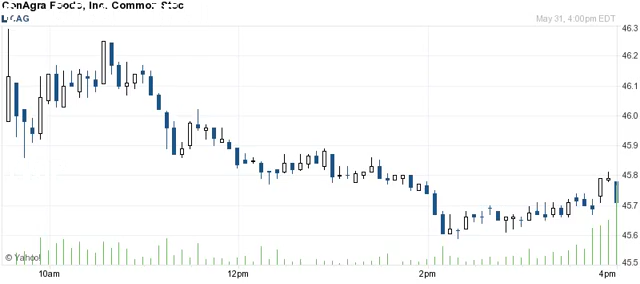 ConAgra Foods, Inc. Common Stoc
CAG
May 31, 4:00pm EDT
46.3
46.2
46.1
46.0
45.9
45.8
45.7
45.6
45.5
© Yahoo!
10am
12pm
2pm
4pm